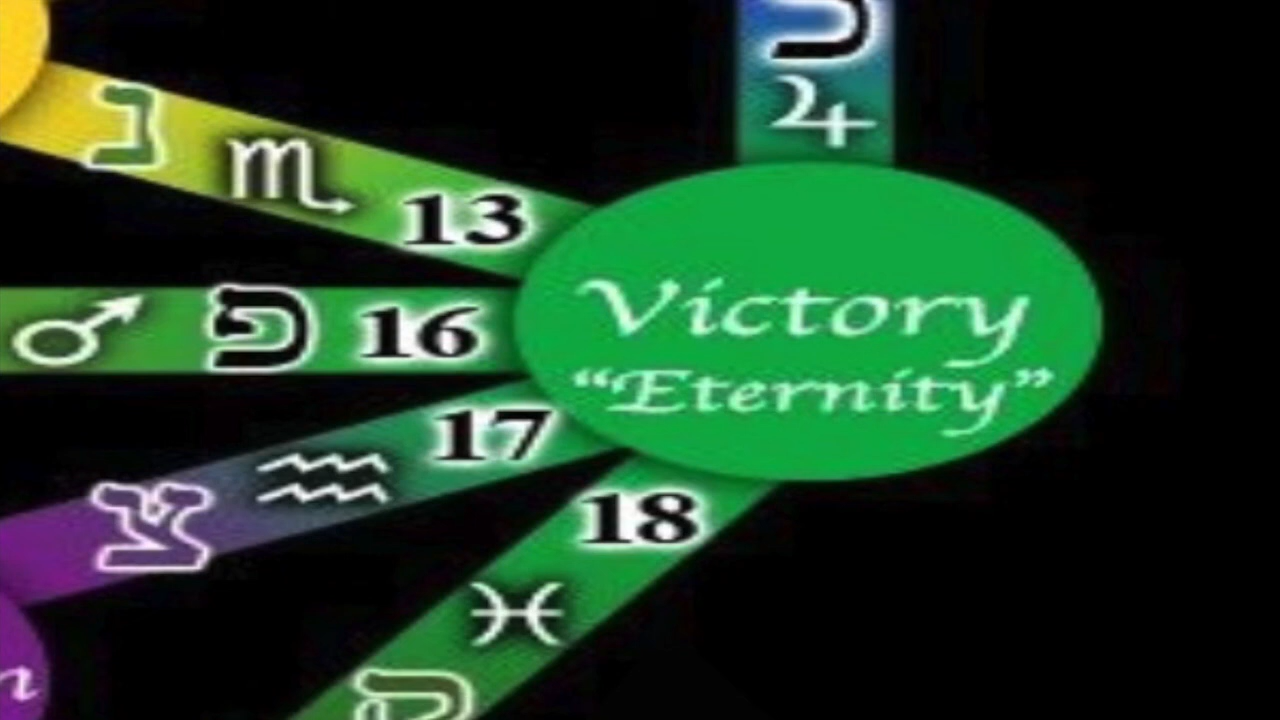 כ
♃
נ ♏ 13
♂ פ 16
Victory
“Eternity”
צ ♒ 17
18
♓
ק
n